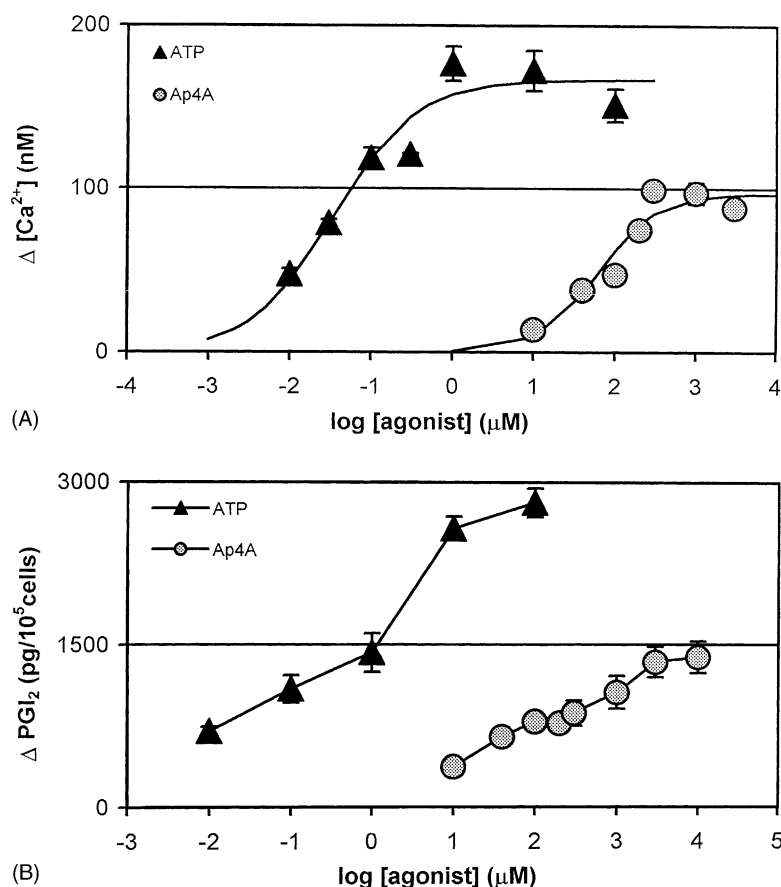 200
ATP
Ap4A
100
0
Δ [Ca²⁺] (nM)
-4 -3 -2 -1 0 1 2 3 4
(A)
log [agonist] (μM)
3000
ATP
Ap4A
1500
0
Δ PGI₂ (pg/10⁵cells)
-3 -2 -1 0 1 2 3 4 5
(B)
log [agonist] (μM)